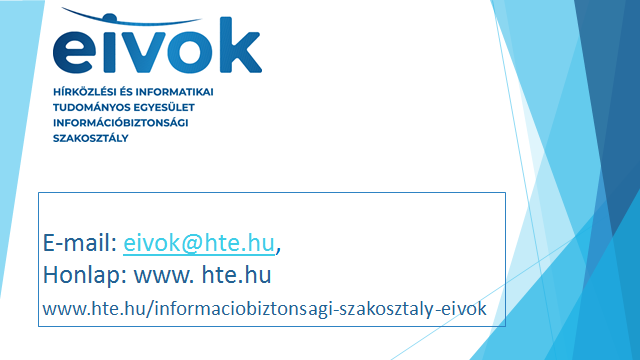 eivok
HÍRKÖZLÉSI ÉS INFORMATIKAI
TUDOMÁNYOS EGYESÜLET
INFORMÁCIÓBIZTONSÁGI
SZAKOSZTÁLY
E-mail: eivok@hte.hu,
Honlap: www. hte.hu
www.hte.hu/informaciobiztonsagi-szakosztaly-eivok